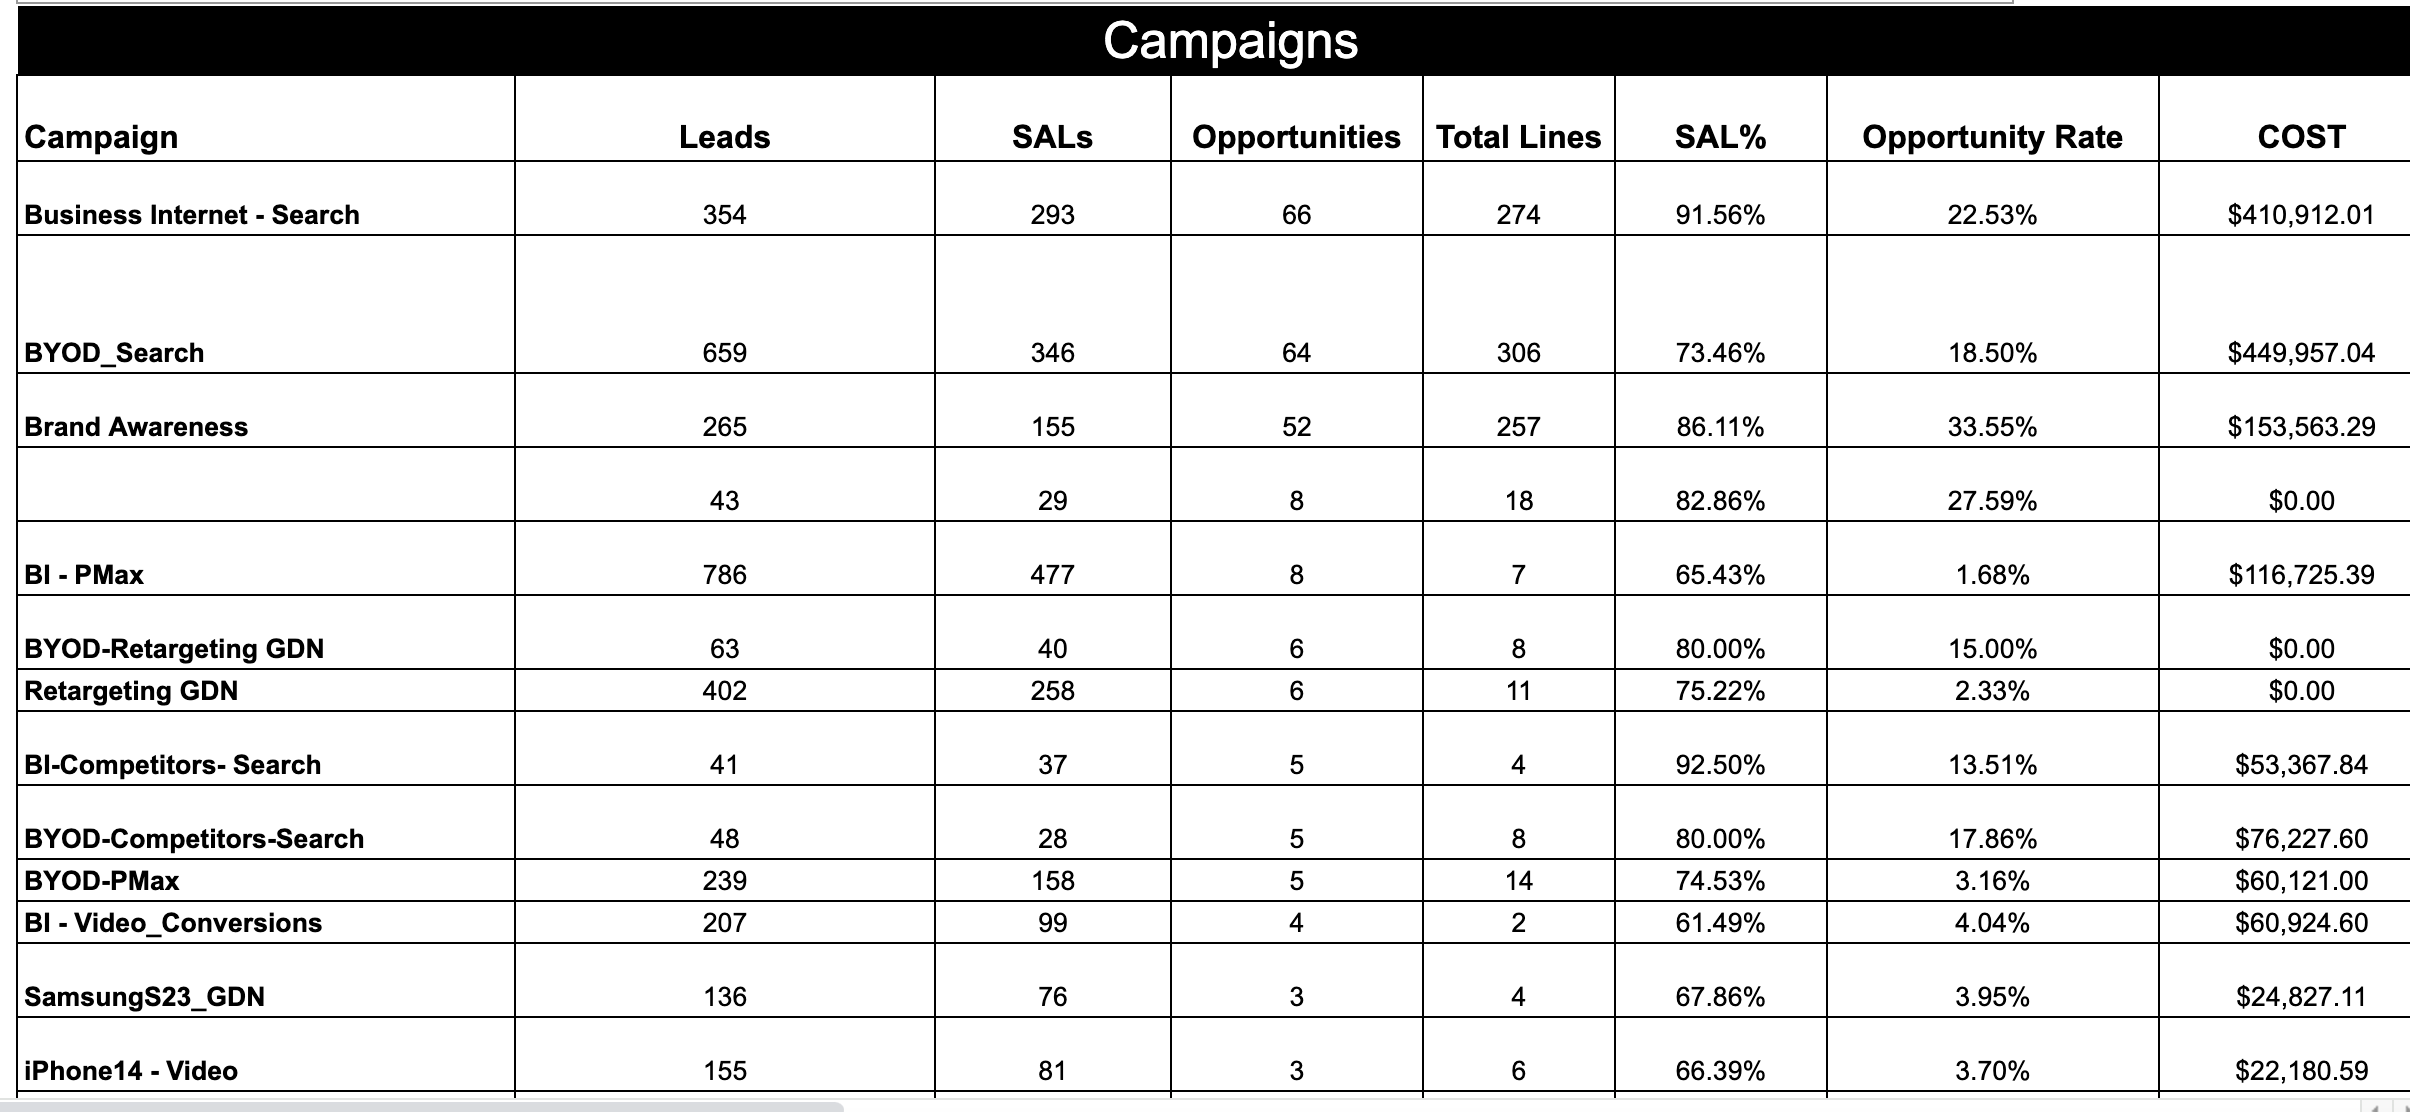 Campaigns
Campaign Leads SALs Opportunities Total Lines SAL% Opportunity Rate COST
Business Internet - Search 354 293 66 274 91.56% 22.53% $410,912.01
BYOD_Search 659 346 64 306 73.46% 18.50% $449,957.04
Brand Awareness 265 155 52 257 86.11% 33.55% $153,563.29
43 29 8 18 82.86% 27.59% $0.00
BI - PMax 786 477 8 7 65.43% 1.68% $116,725.39
BYOD-Retargeting GDN 63 40 6 8 80.00% 15.00% $0.00
Retargeting GDN 402 258 6 11 75.22% 2.33% $0.00
BI-Competitors- Search 41 37 5 4 92.50% 13.51% $53,367.84
BYOD-Competitors-Search 48 28 5 8 80.00% 17.86% $76,227.60
BYOD-PMax 239 158 5 14 74.53% 3.16% $60,121.00
BI - Video_Conversions 207 99 4 2 61.49% 4.04% $60,924.60
SamsungS23_GDN 136 76 3 4 67.86% 3.95% $24,827.11
iPhone14 - Video 155 81 3 6 66.39% 3.70% $22,180.59